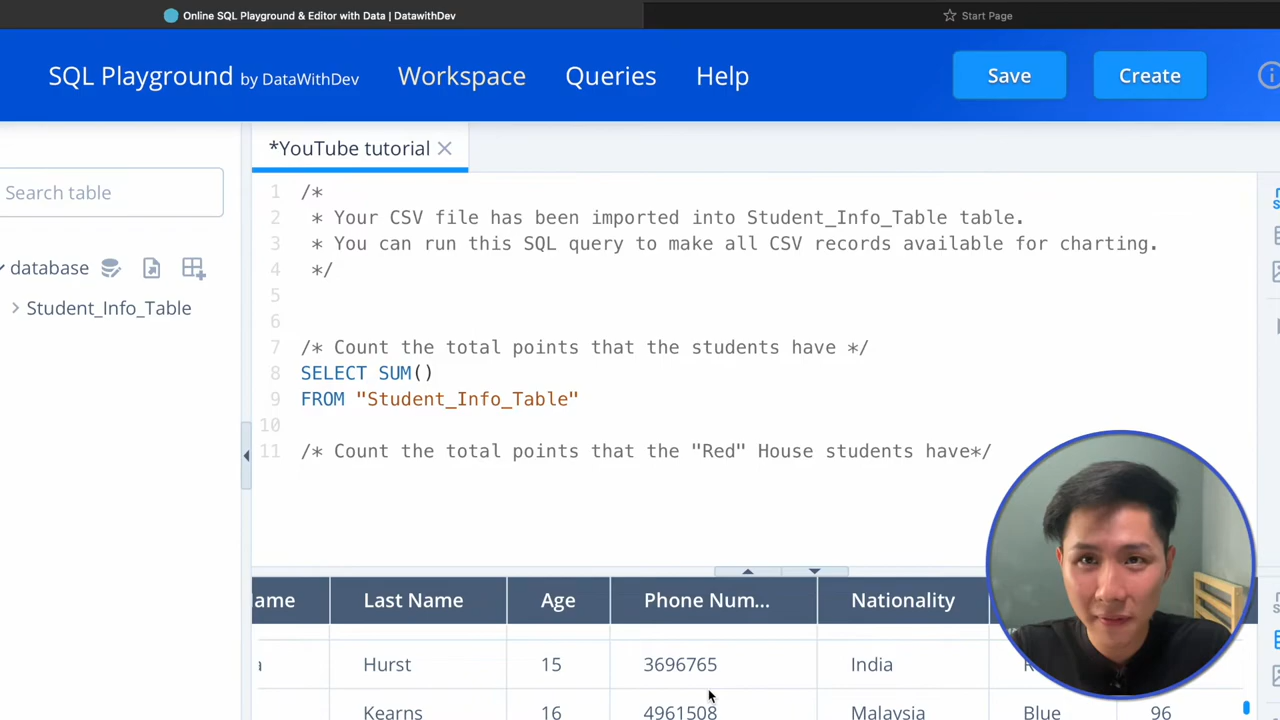 Online SQL Playground & Editor with Data | DatawithDev
Start Page
SQL Playground by DataWithDev
Workspace
Queries
Help
Save
Create
*YouTube tutorial
Search table
database
Student_Info_Table
1 /*
2 * Your CSV file has been imported into Student_Info_Table table.
3 * You can run this SQL query to make all CSV records available for charting.
4 */
5
6
7 /* Count the total points that the students have */
8 SELECT SUM()
9 FROM "Student_Info_Table"
10
11 /* Count the total points that the "Red" House students have*/
Last Name Age Phone Num... Nationality
Hurst 15 3696765 India
Kearns 16 4961508 Malaysia Blue 96